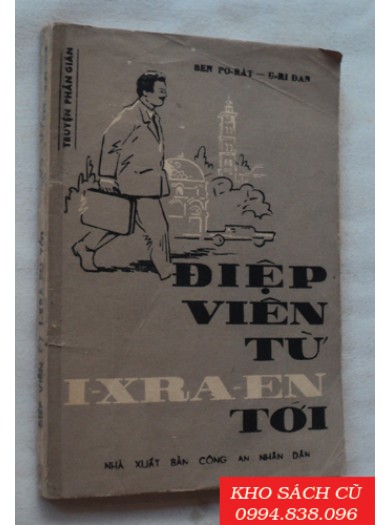 TRUYỆN PHẢN GIÁN
BEN PO-RÁT — U-RI ĐAN
ĐIỆP
VIÊN
TỪ
I-XRA-EN
TỚI
NHÀ XUẤT BẢN CÔNG AN NHÂN DÂN
KHO SÁCH CŨ
0994.838.096